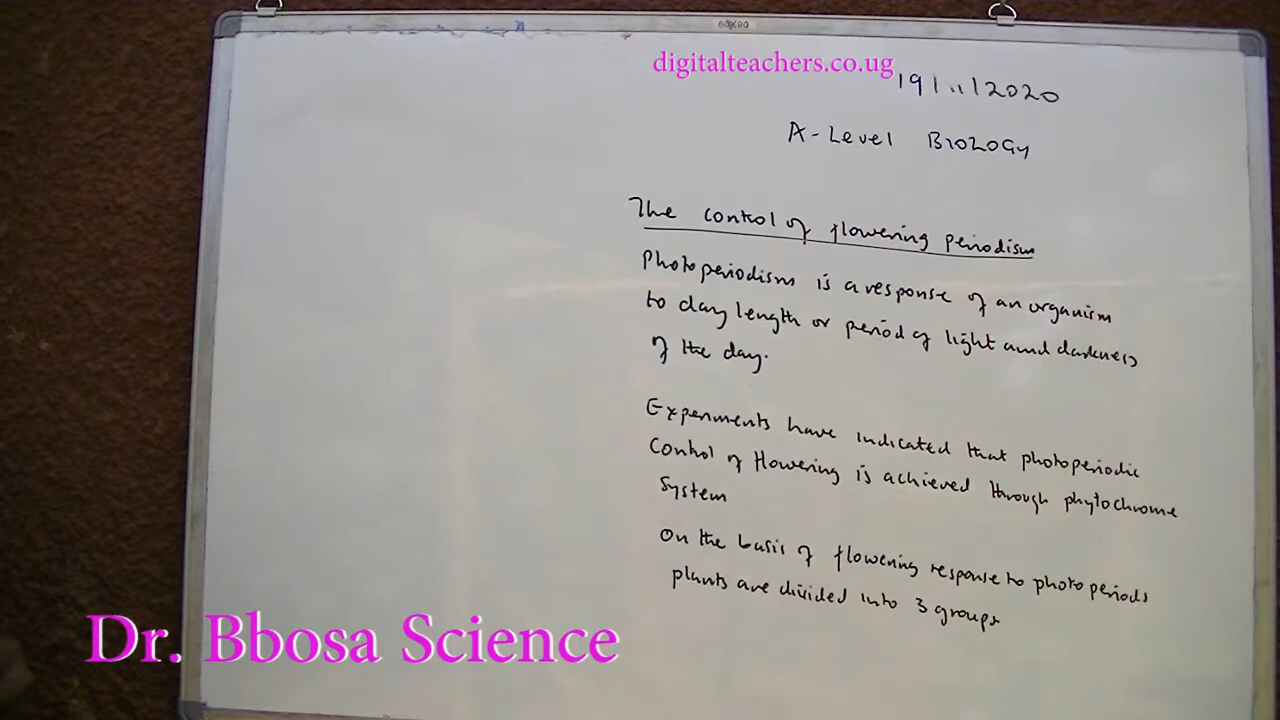 60x90
digitalteachers.co.ug
19/11/2020
A-Level BIOLOGY
The control of flowering periodism
Photoperiodism is a response of an organism
to day length or period of light and darkness
of the day.
Experiments have indicated that photoperiodic
Control of flowering is achieved through phytochrome
System
On the basis of flowering response to photoperiods
plants are divided into 3 groups
Dr. Bbosa Science